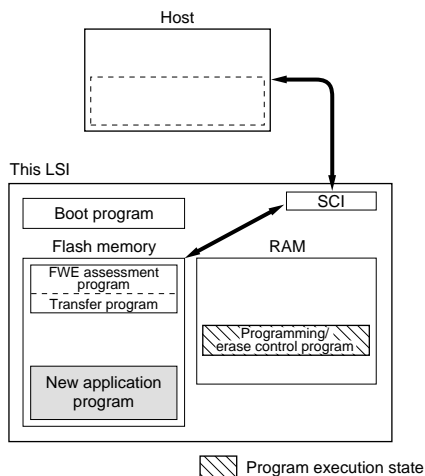 Host
This LSI
SCI
Boot program
Flash memory
RAM
FWE assessment
program
Transfer program
Programming/
erase control program
New application
program
Program execution state